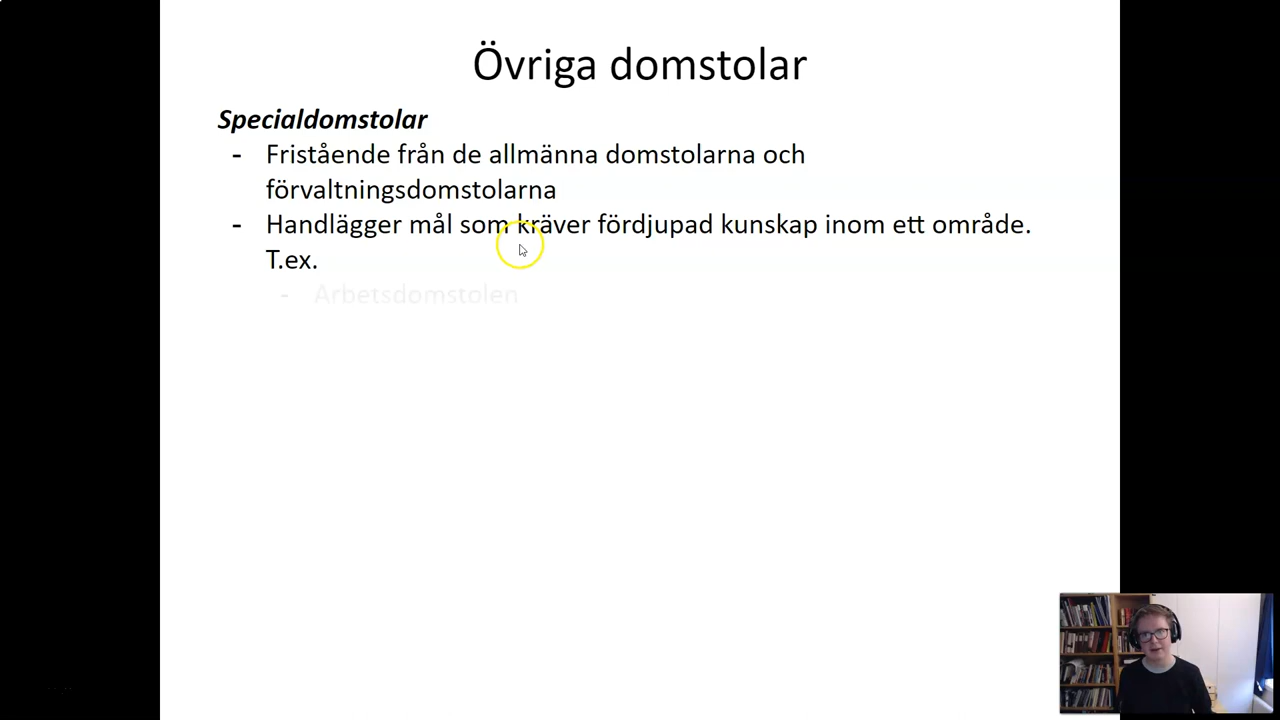 Övriga domstolar
Specialdomstolar
- Fristående från de allmänna domstolarna och
förvaltningsdomstolarna
- Handlägger mål som kräver fördjupad kunskap inom ett område.
T.ex.
- Arbetsdomstolen